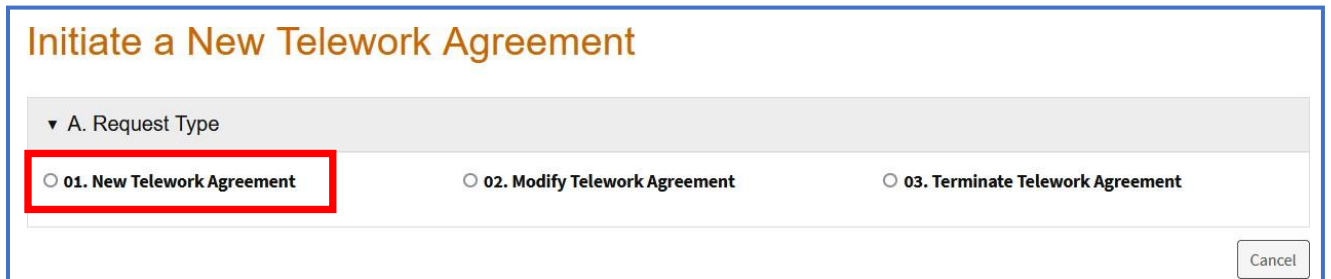 Initiate a New Telework Agreement
▾ A. Request Type
01. New Telework Agreement 02. Modify Telework Agreement 03. Terminate Telework Agreement
Cancel